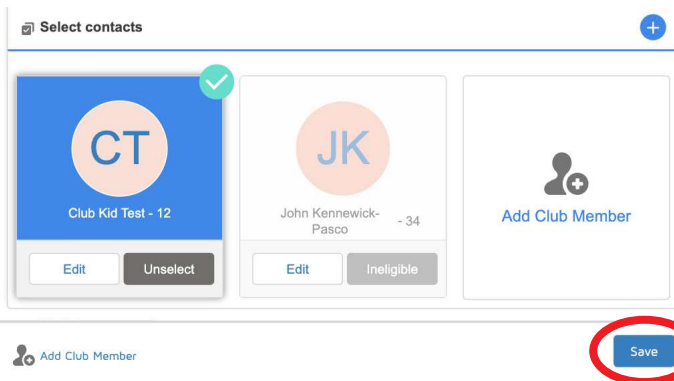 Select contacts
CT
Club Kid Test - 12
Edit
Unselect
JK
John Kennewick-
Pasco
- 34
Edit
Ineligible
Add Club Member
Add Club Member
Save